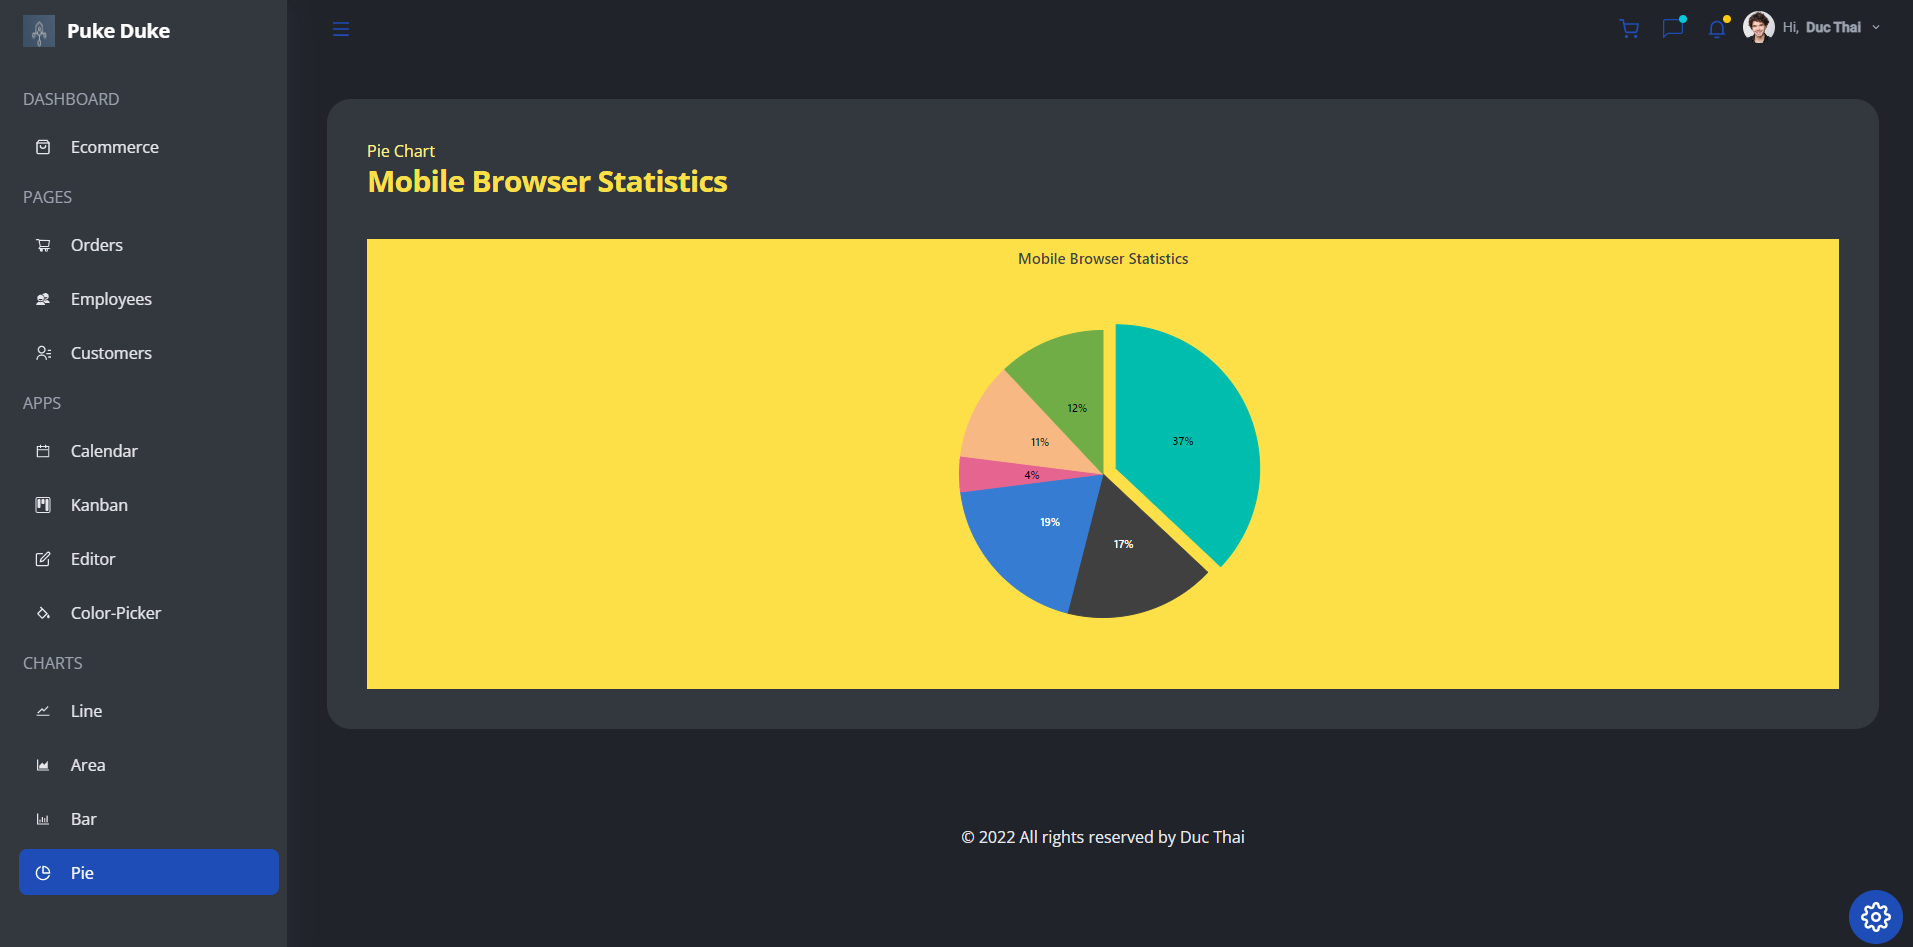 Puke Duke
DASHBOARD
Ecommerce
PAGES
Orders
Employees
Customers
APPS
Calendar
Kanban
Editor
Color-Picker
CHARTS
Line
Area
Bar
Pie
Hi, Duc Thai
Pie Chart
Mobile Browser Statistics
Mobile Browser Statistics
12%
37%
11%
4%
19%
17%
© 2022 All rights reserved by Duc Thai